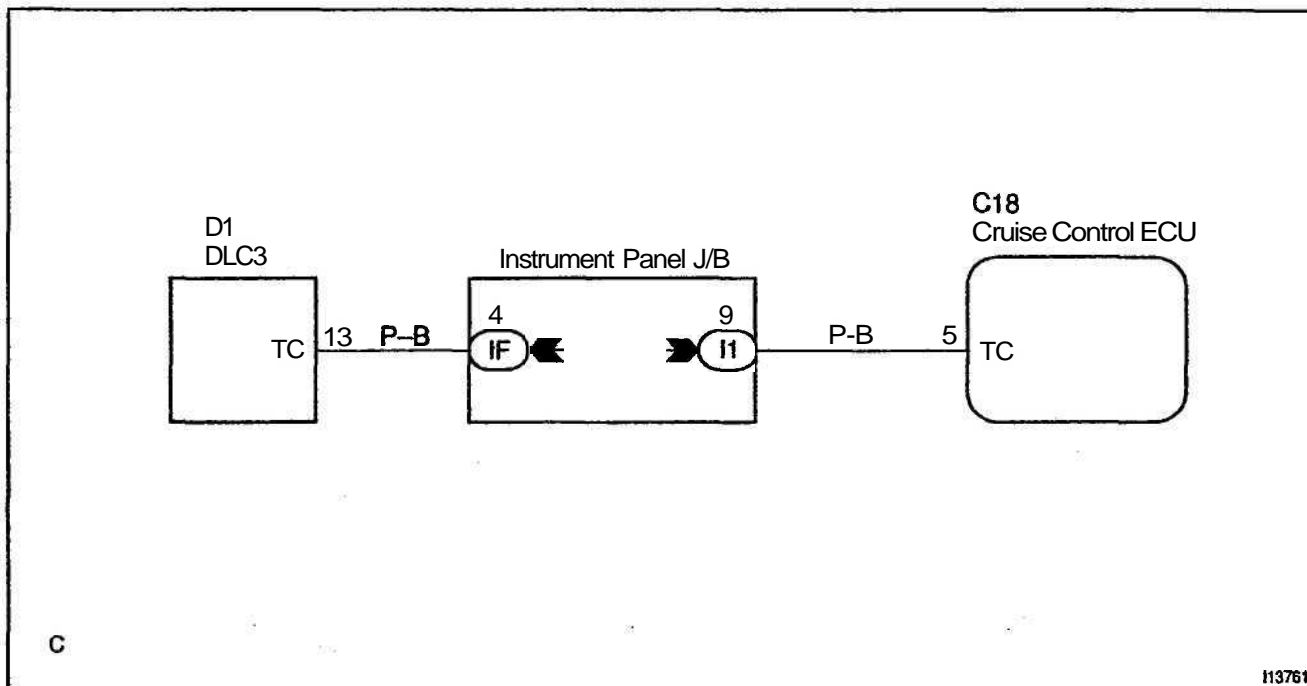 D1
DLC3
TC
13
P-B
Instrument Panel J/B
4
IF
9
I1
P-B
5
C18
Cruise Control ECU
TC
C
I13761